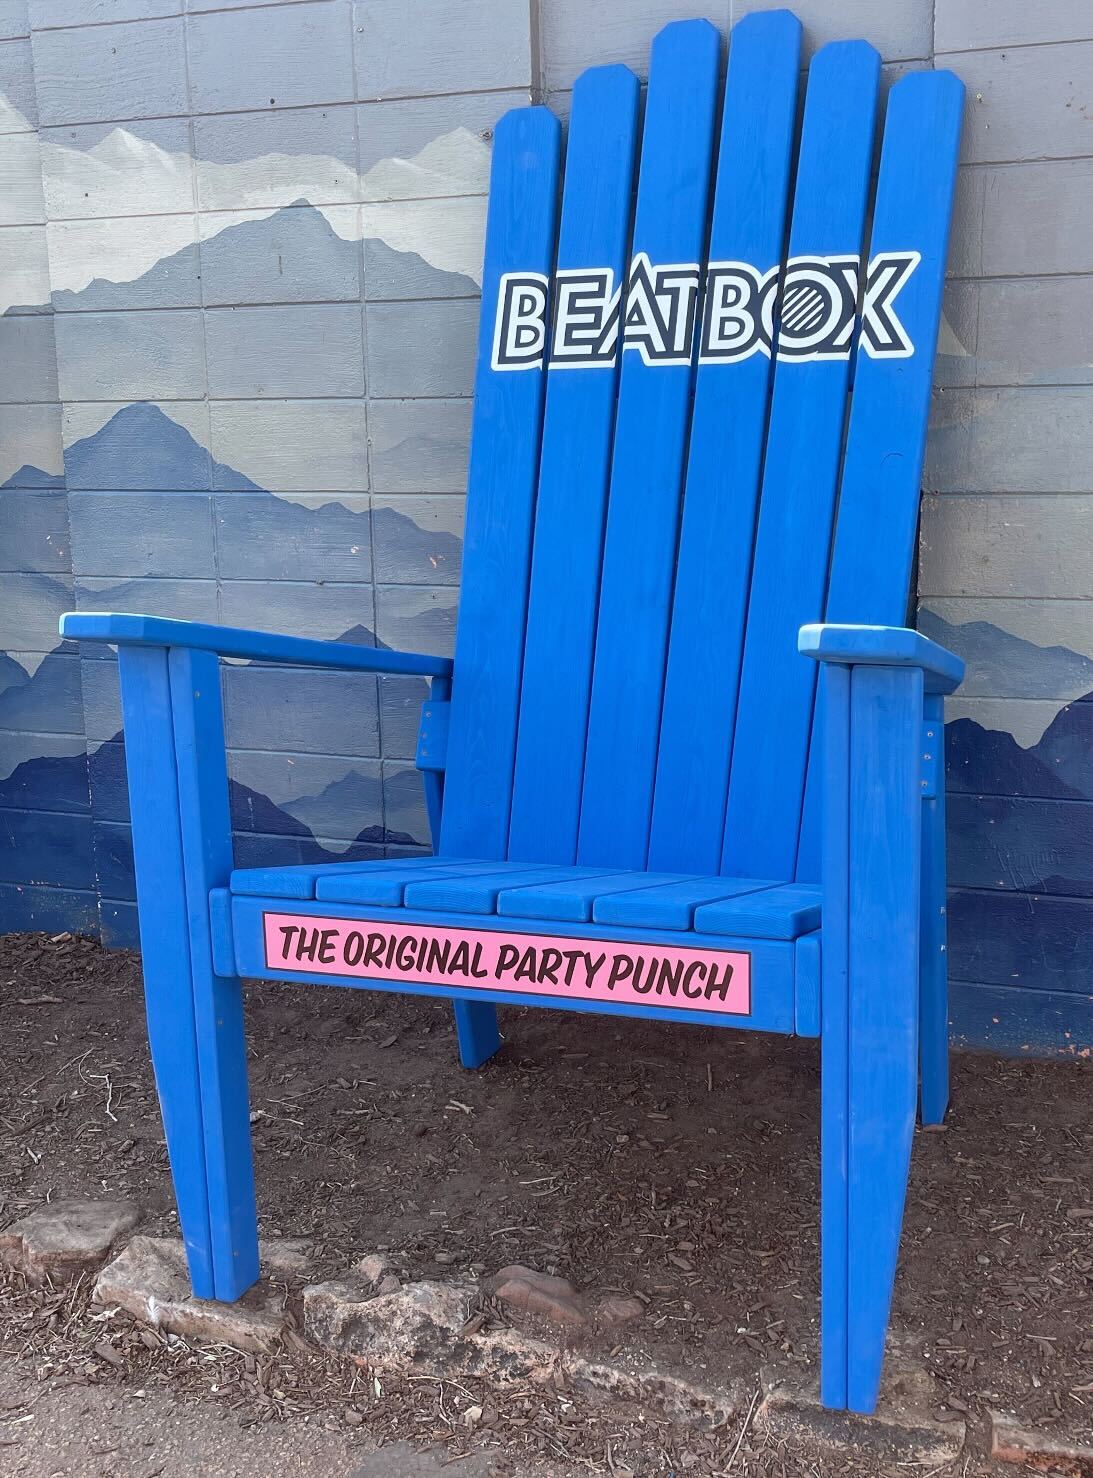 BEATBOX
THE ORIGINAL PARTY PUNCH